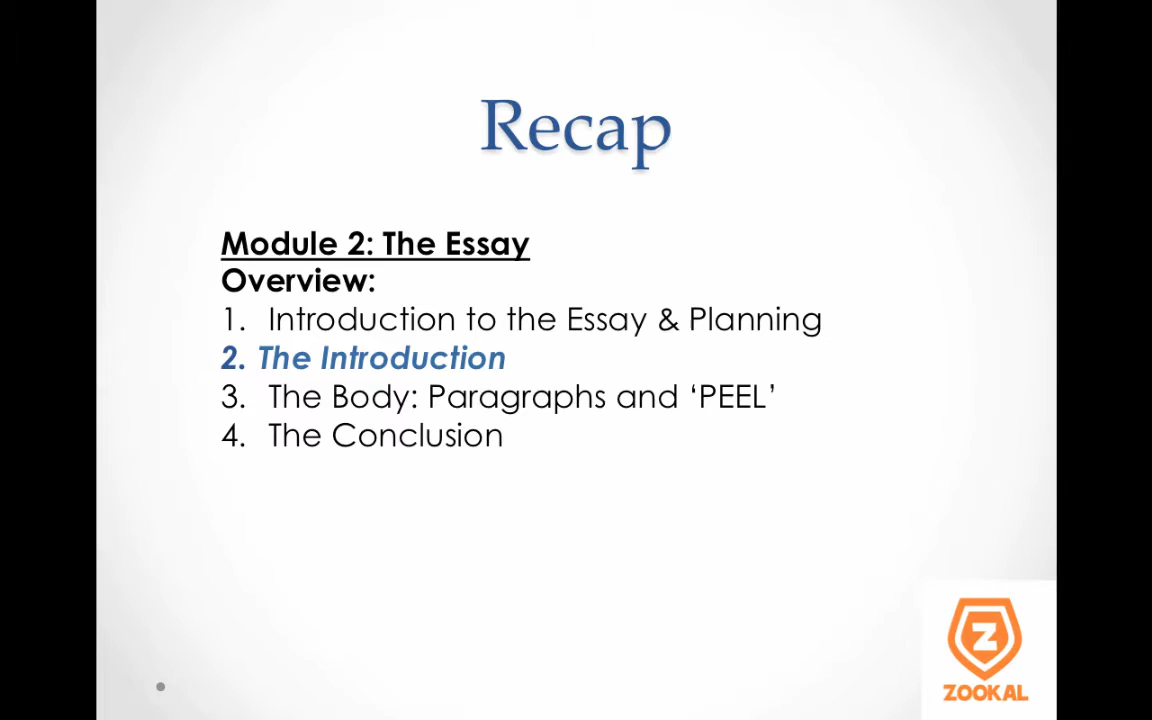 Recap
Module 2: The Essay
Overview:
1. Introduction to the Essay & Planning
2. The Introduction
3. The Body: Paragraphs and ‘PEEL’
4. The Conclusion
Z
ZOOKAL